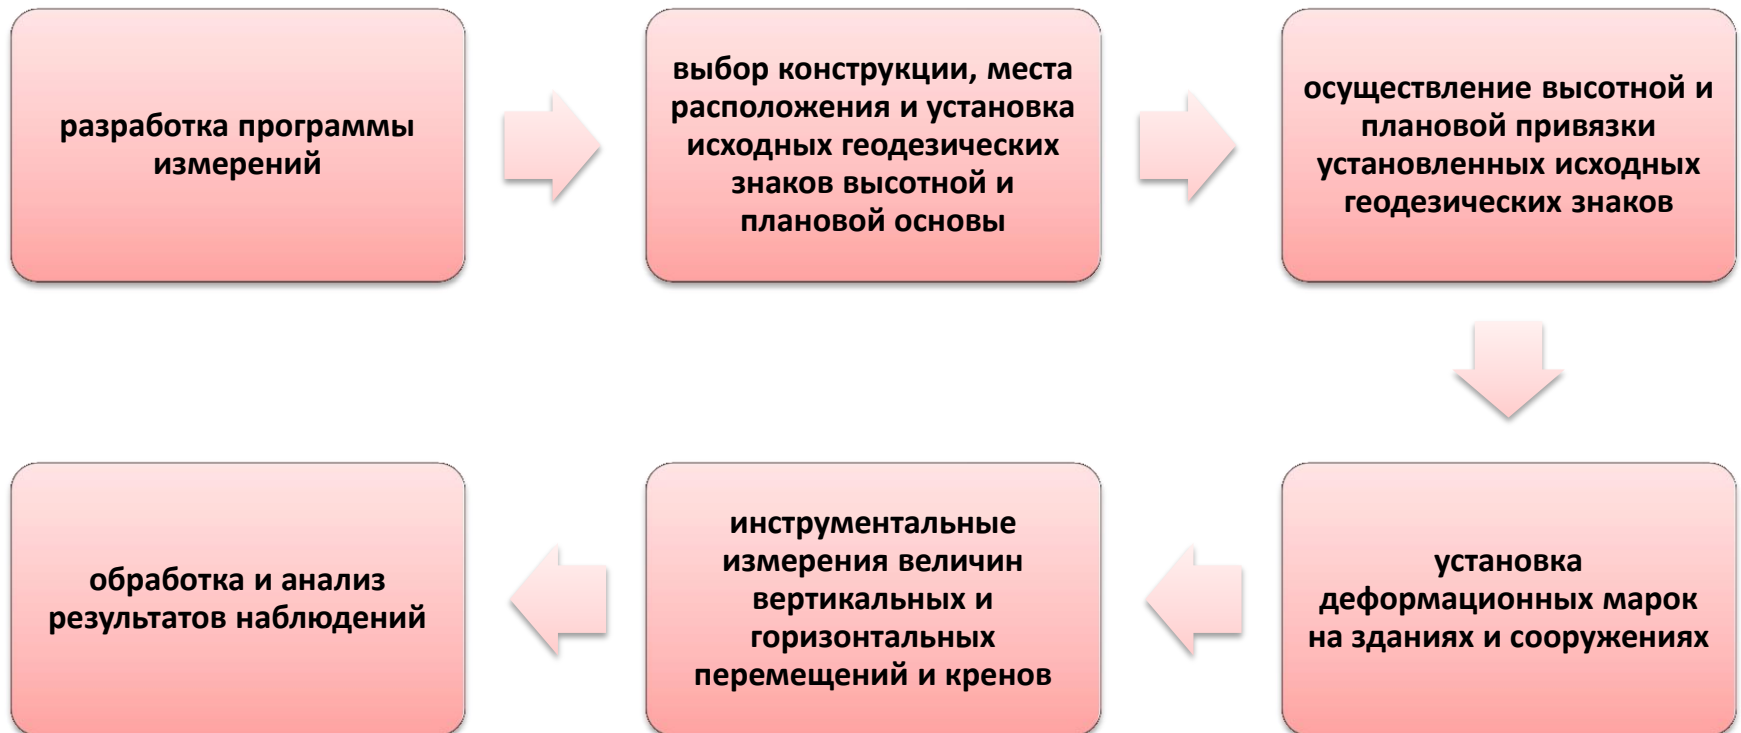 разработка программы
измерений
выбор конструкции, места
расположения и установка
исходных геодезических
знаков высотной и
плановой основы
осуществление высотной и
плановой привязки
установленных исходных
геодезических знаков
установка
деформационных марок
на зданиях и сооружениях
инструментальные
измерения величин
вертикальных и
горизонтальных
перемещений и кренов
обработка и анализ
результатов наблюдений